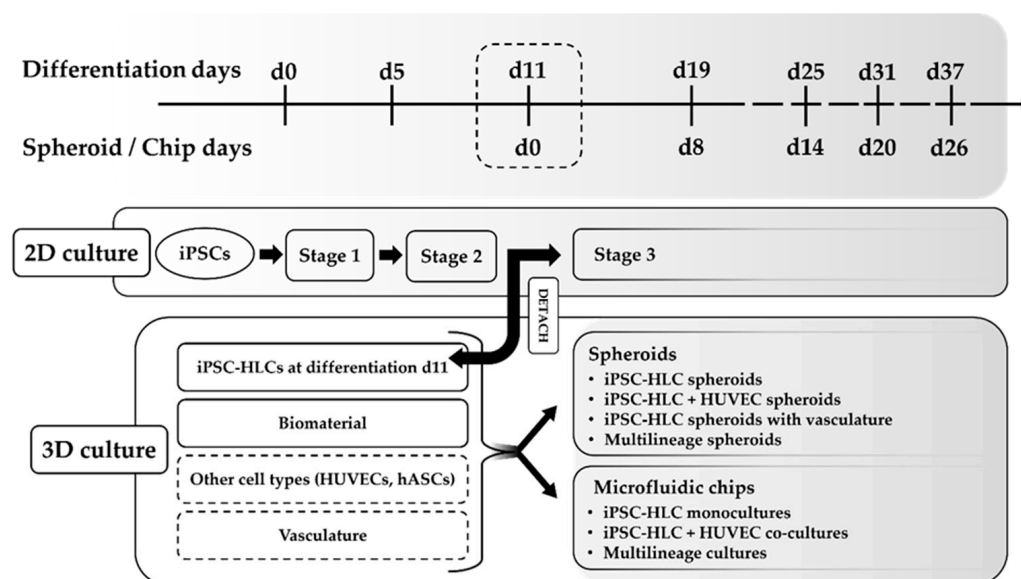 Differentiation days d0 d5 d11 d19 d25 d31 d37
Spheroid / Chip days d0 d8 d14 d20 d26
2D culture iPSCs Stage 1 Stage 2 Stage 3
DETACH
3D culture
iPSC-HLCs at differentiation d11
Biomaterial
Other cell types (HUVECs, hASCs)
Vasculature
Spheroids
• iPSC-HLC spheroids
• iPSC-HLC + HUVEC spheroids
• iPSC-HLC spheroids with vasculature
• Multilineage spheroids
Microfluidic chips
• iPSC-HLC monocultures
• iPSC-HLC + HUVEC co-cultures
• Multilineage cultures